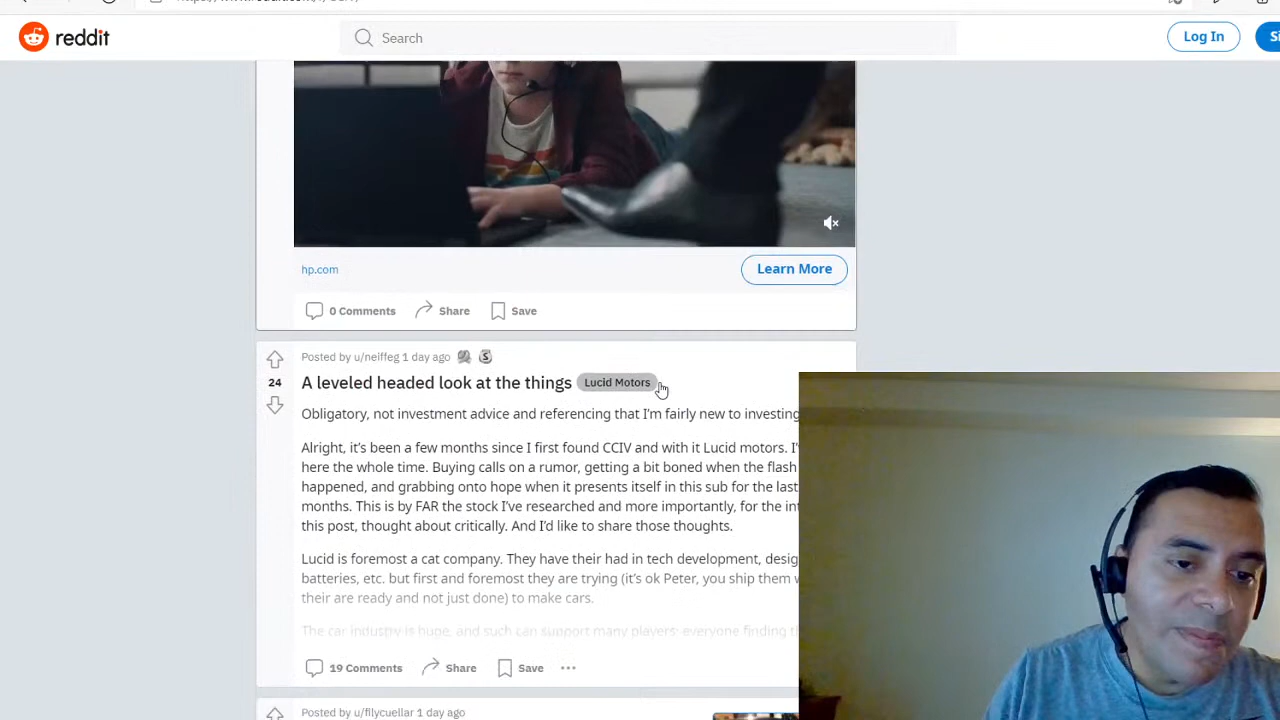 reddit
Search
Log In
hp.com
Learn More
0 Comments
Share
Save
Posted by u/neiffeg 1 day ago
24
A leveled headed look at the things
Lucid Motors
Obligatory, not investment advice and referencing that I'm fairly new to investing
Alright, it's been a few months since I first found CCIV and with it Lucid motors.
here the whole time. Buying calls on a rumor, getting a bit boned when the flash
happened, and grabbing onto hope when it presents itself in this sub for the last
months. This is by FAR the stock I've researched and more importantly, for the
this post, thought about critically. And I'd like to share those thoughts.
Lucid is foremost a cat company. They have their had in tech development,
batteries, etc. but first and foremost they are trying (it's ok Peter, you ship them
their are ready and not just done) to make cars.
The car industry is huge, and such can support many players-everyone finding
19 Comments
Share
Save
Posted by u/filycuellar 1 day ago